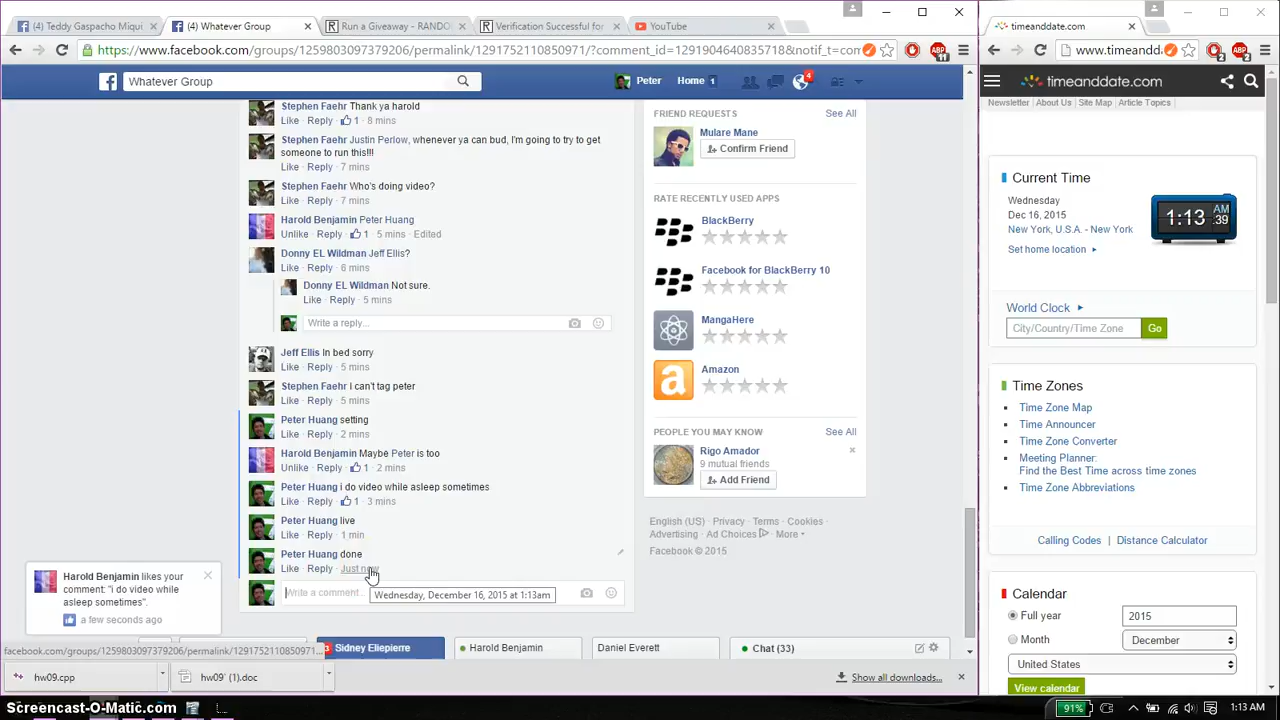 (4) Teddy Gaspacho Miqui
(4) Whatever Group
Run a Giveaway - RANDO
Verification Successful for
YouTube
timeanddate.com
https://www.facebook.com/groups/1259803097379206/permalink/1291752110850971/?comment_id=1291904640835718&notif_t=com
www.timeandd
Whatever Group
Peter
Home 1
4
timeanddate.com
Newsletter About Us Site Map Article Topics
Stephen Faehr Thank ya harold
Like · Reply · 1 · 8 mins
Stephen Faehr Justin Perlow, whenever ya can bud, I'm going to try to get
someone to run this!!!
Like · Reply · 7 mins
Stephen Faehr Who's doing video?
Like · Reply · 7 mins
Harold Benjamin Peter Huang
Unlike · Reply · 1 · 5 mins · Edited
Donny EL Wildman Jeff Ellis?
Like · Reply · 6 mins
Donny EL Wildman Not sure.
Like · Reply · 5 mins
Write a reply...
Jeff Ellis In bed sorry
Like · Reply · 5 mins
Stephen Faehr i can't tag peter
Like · Reply · 5 mins
Peter Huang setting
Like · Reply · 2 mins
Harold Benjamin Maybe Peter is too
Unlike · Reply · 1 · 2 mins
Peter Huang i do video while asleep sometimes
Like · Reply · 1 · 3 mins
Peter Huang live
Like · Reply · 1 min
Peter Huang done
Like · Reply · Just now
Write a comment...
Wednesday, December 16, 2015 at 1:13am
FRIEND REQUESTS See All
Mulare Mane
Confirm Friend
RATE RECENTLY USED APPS
BlackBerry
Facebook for BlackBerry 10
MangaHere
Amazon
PEOPLE YOU MAY KNOW See All
Rigo Amador
9 mutual friends
Add Friend
English (US) · Privacy · Terms · Cookies ·
Advertising · Ad Choices · More
Facebook © 2015
Harold Benjamin likes your
comment: "i do video while
asleep sometimes".
a few seconds ago
facebook.com/groups/1259803097379206/permalink/1291752110850971...
Sidney Eliepierre
Harold Benjamin
Daniel Everett
Chat (33)
hw09.cpp
hw09' (1).doc
Show all downloads...
Current Time
Wednesday
Dec 16, 2015
New York, U.S.A. - New York
Set home location
1:13 AM 39
World Clock
City/Country/Time Zone Go
Time Zones
Time Zone Map
Time Announcer
Time Zone Converter
Meeting Planner:
Find the Best Time across time zones
Time Zone Abbreviations
Calling Codes Distance Calculator
Calendar
Full year 2015
Month December
United States
View calendar
Screencast-O-Matic.com
91%
1:13 AM